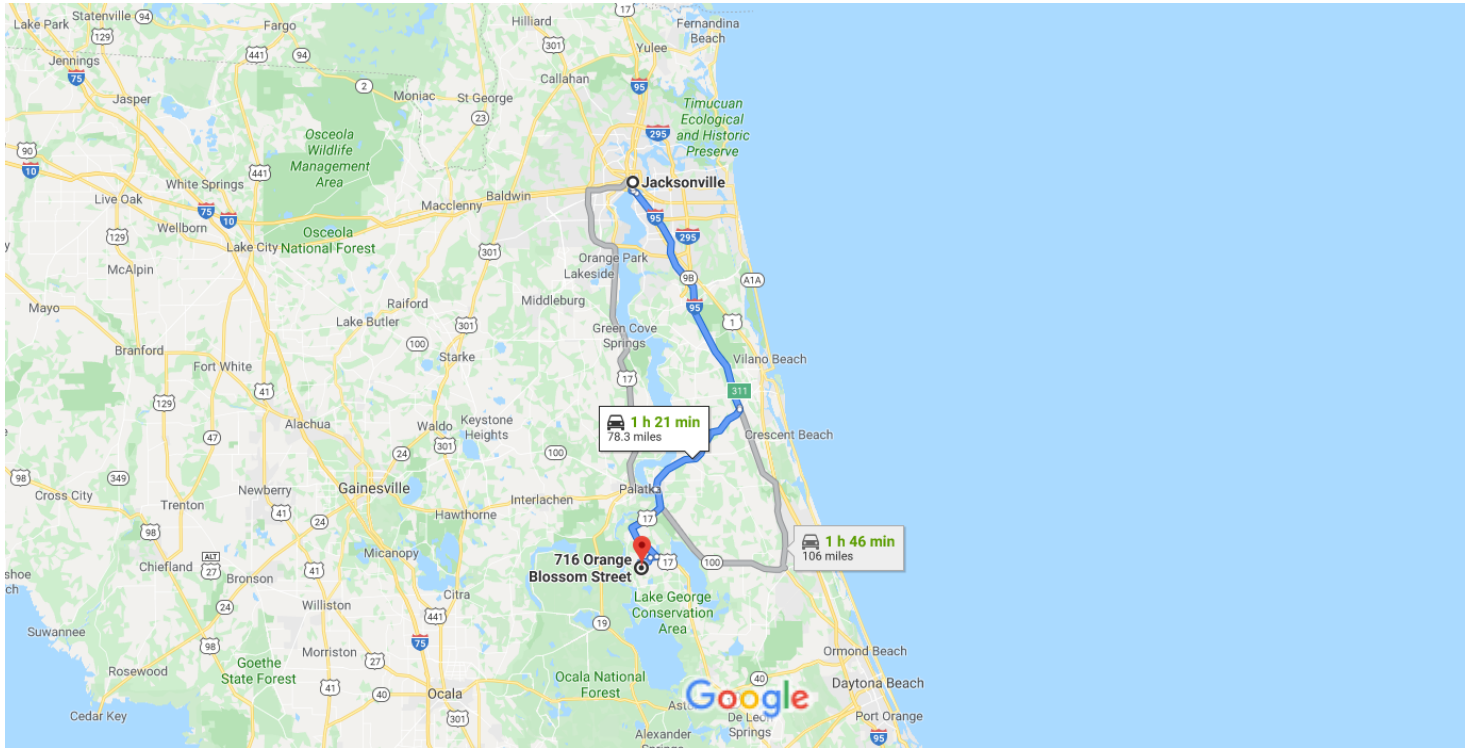 Lake Park
Statenville
94
Fargo
Hilliard
17
Fernandina
Beach
129
441
94
301
Yulee
Jennings
75
2
Callahan
95
Jasper
Moniac
St George
23
Timucuan
Ecological
and Historic
Preserve
295
Osceola
Wildlife
Management
Area
90
10
White Springs
441
Jacksonville
Live Oak
75
10
Baldwin
Macclenny
Wellborn
Lake City
Osceola
National Forest
95
295
129
301
Orange Park
Lakeside
McAlpin
9B
A1A
Mayo
Raiford
Middleburg
95
Lake Butler
301
Green Cove
Springs
1
Branford
100
Starke
Vilano Beach
Fort White
17
41
41
311
129
Keystone
Heights
1 h 21 min
78.3 miles
Alachua
Waldo
301
Crescent Beach
47
24
100
98
349
Gainesville
Palatka
Cross City
Newberry
41
Interlachen
Trenton
24
Hawthorne
17
98
1 h 46 min
106 miles
ALT
27
Micanopy
716 Orange
Blossom Street
17
100
Chiefland
Bronson
41
Citra
Lake George
Conservation
Area
24
Williston
441
19
Suwannee
41
75
98
Morriston
27
Ormond Beach
Rosewood
Goethe
State Forest
41
40
Ocala National
Forest
40
Daytona Beach
Ocala
Google
Cedar Key
301
De Leon
Springs
Port Orange
Alexander
95